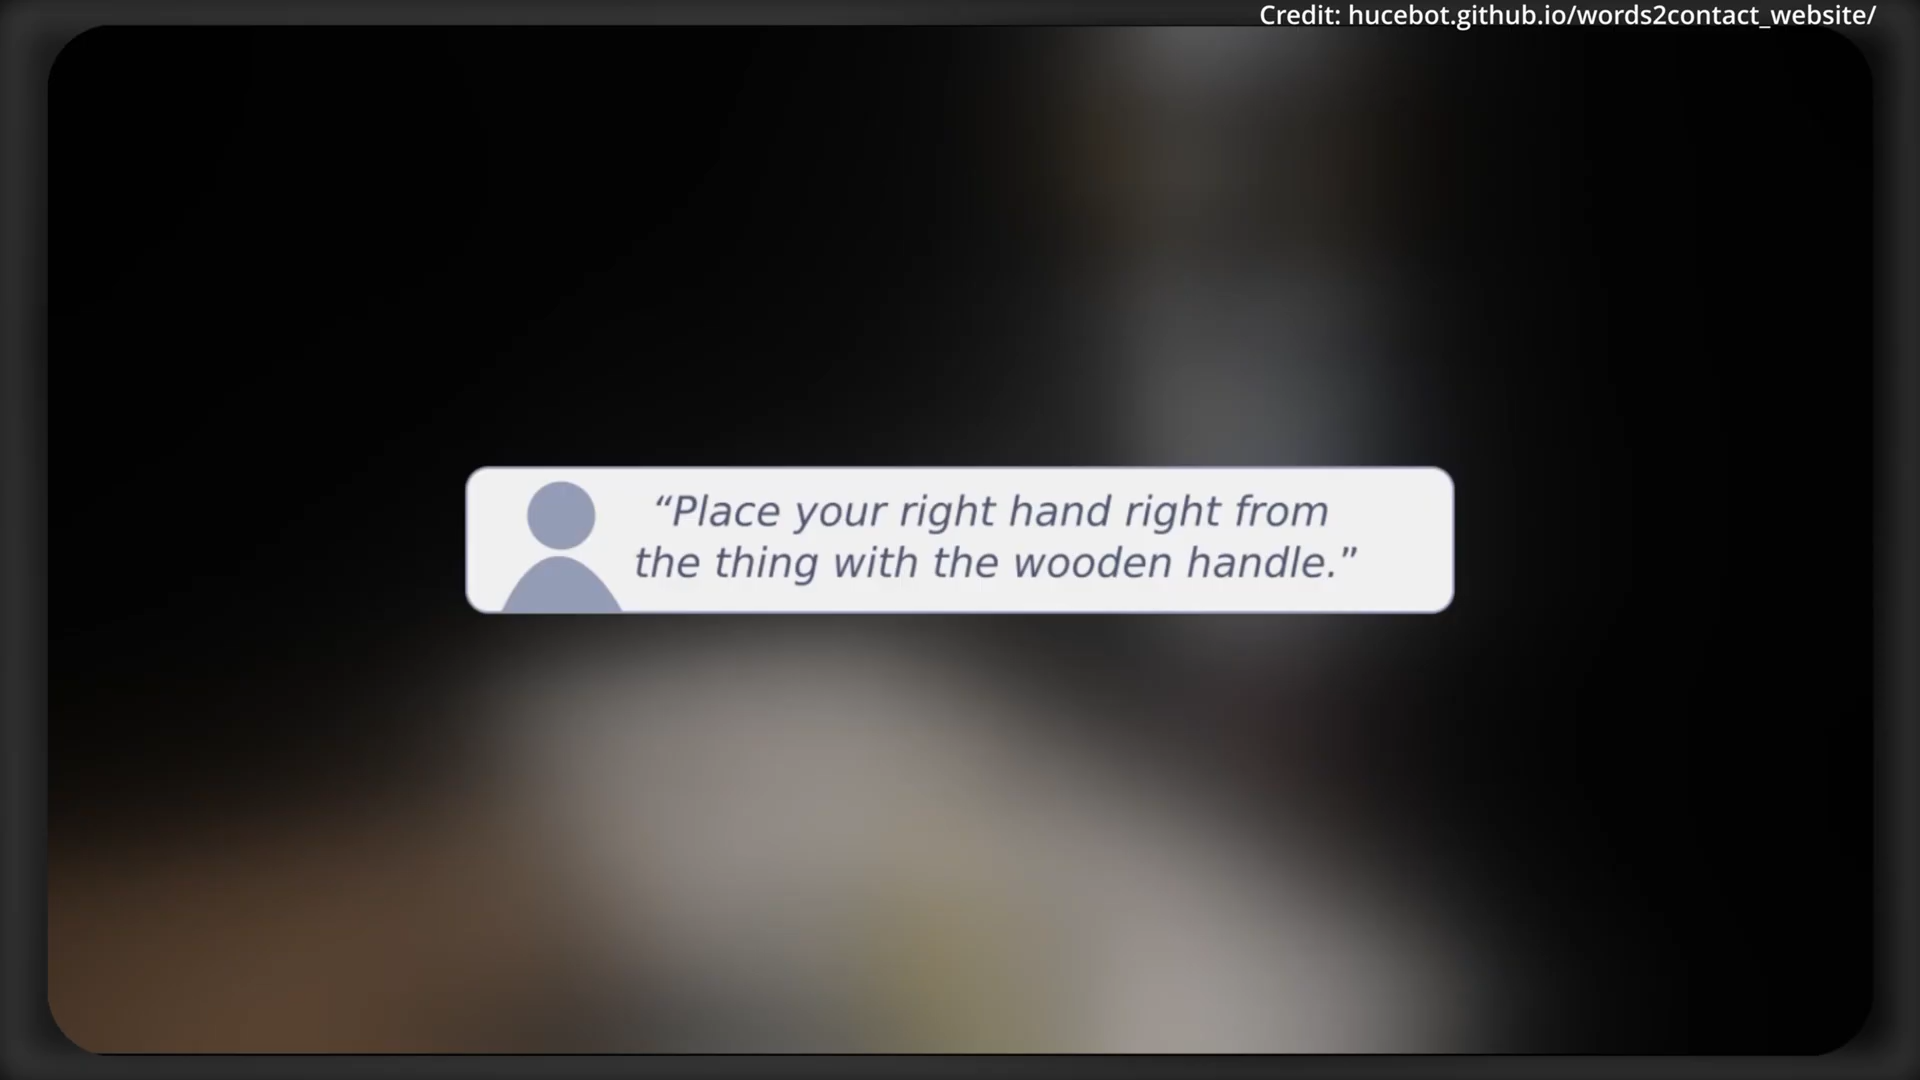 Credit: hucebot.github.io/words2contact_website/
“Place your right hand right from
the thing with the wooden handle.”